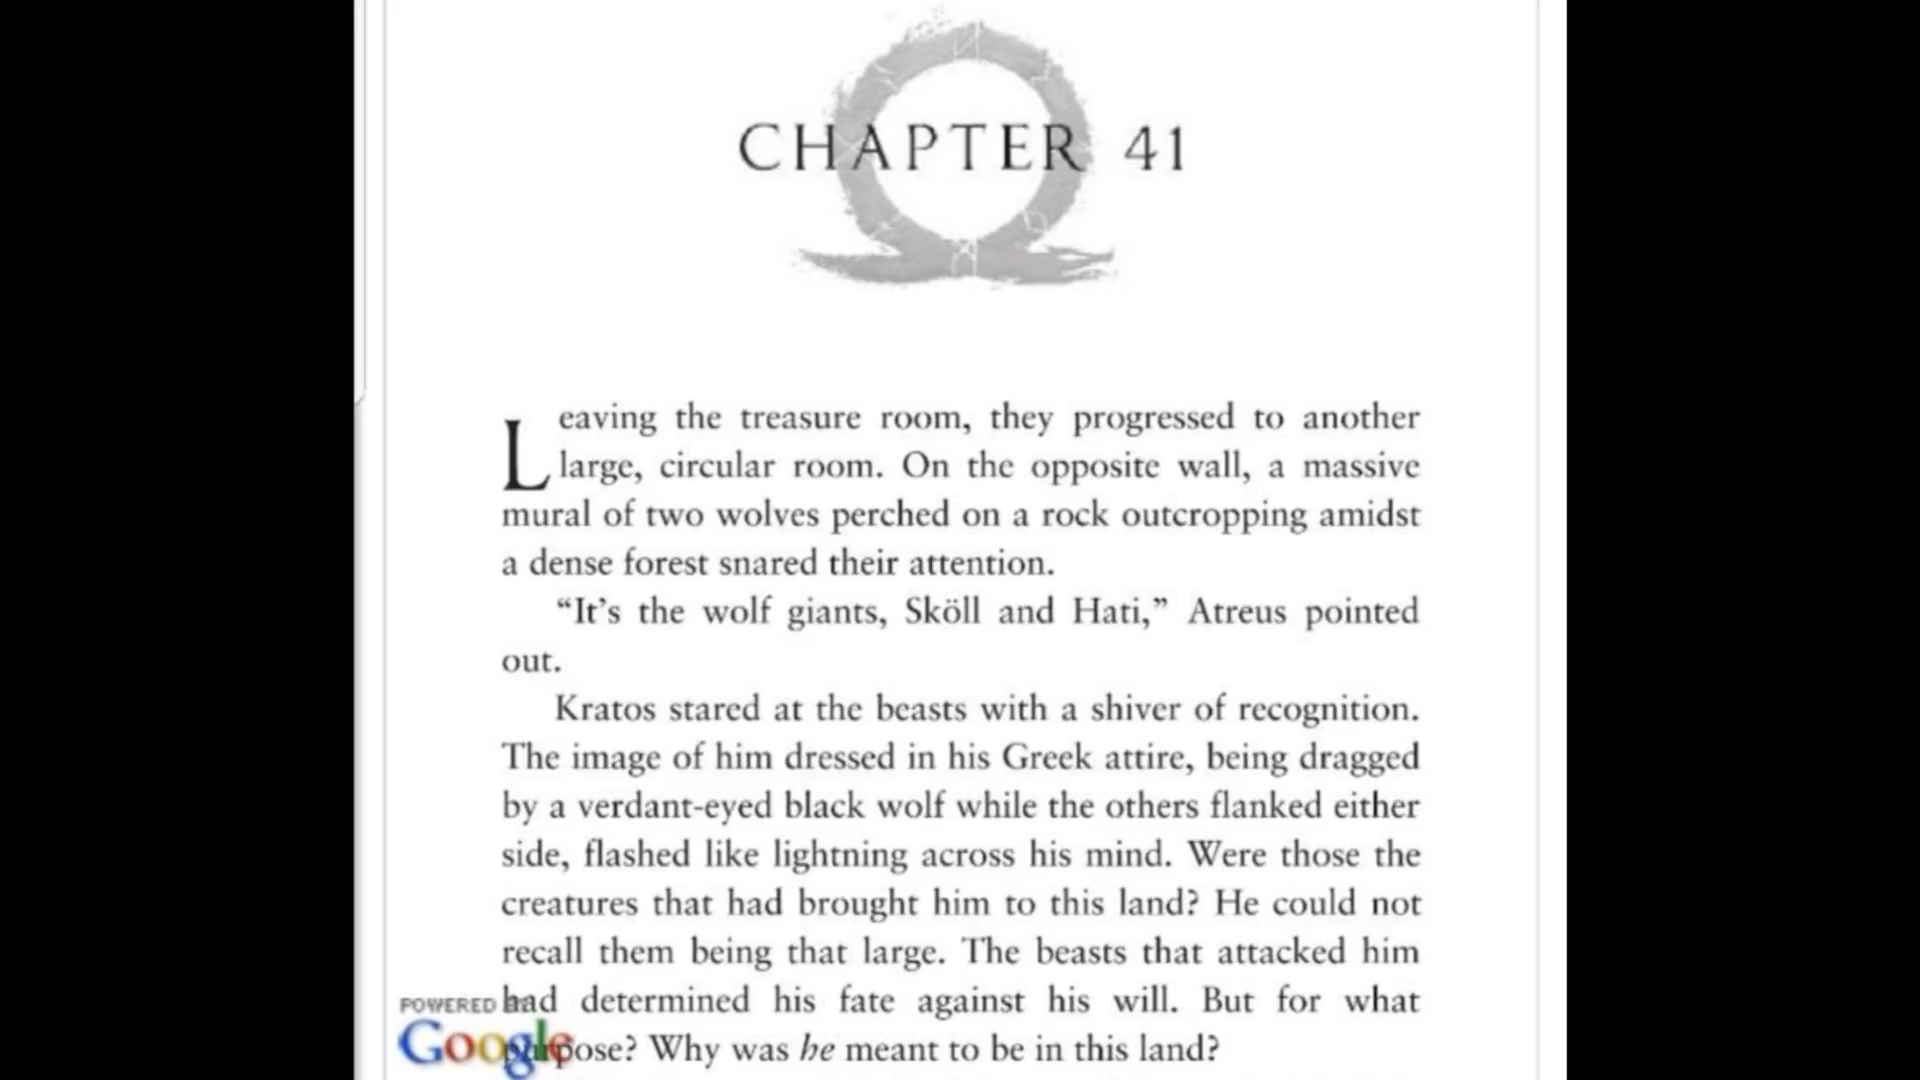 CHAPTER 41
Leaving the treasure room, they progressed to another
large, circular room. On the opposite wall, a massive
mural of two wolves perched on a rock outcropping amidst
a dense forest snared their attention.
“It’s the wolf giants, Sköll and Hati,” Atreus pointed
out.
Kratos stared at the beasts with a shiver of recognition.
The image of him dressed in his Greek attire, being dragged
by a verdant-eyed black wolf while the others flanked either
side, flashed like lightning across his mind. Were those the
creatures that had brought him to this land? He could not
recall them being that large. The beasts that attacked him
had determined his fate against his will. But for what
purpose? Why was he meant to be in this land?
POWERED BY
Google